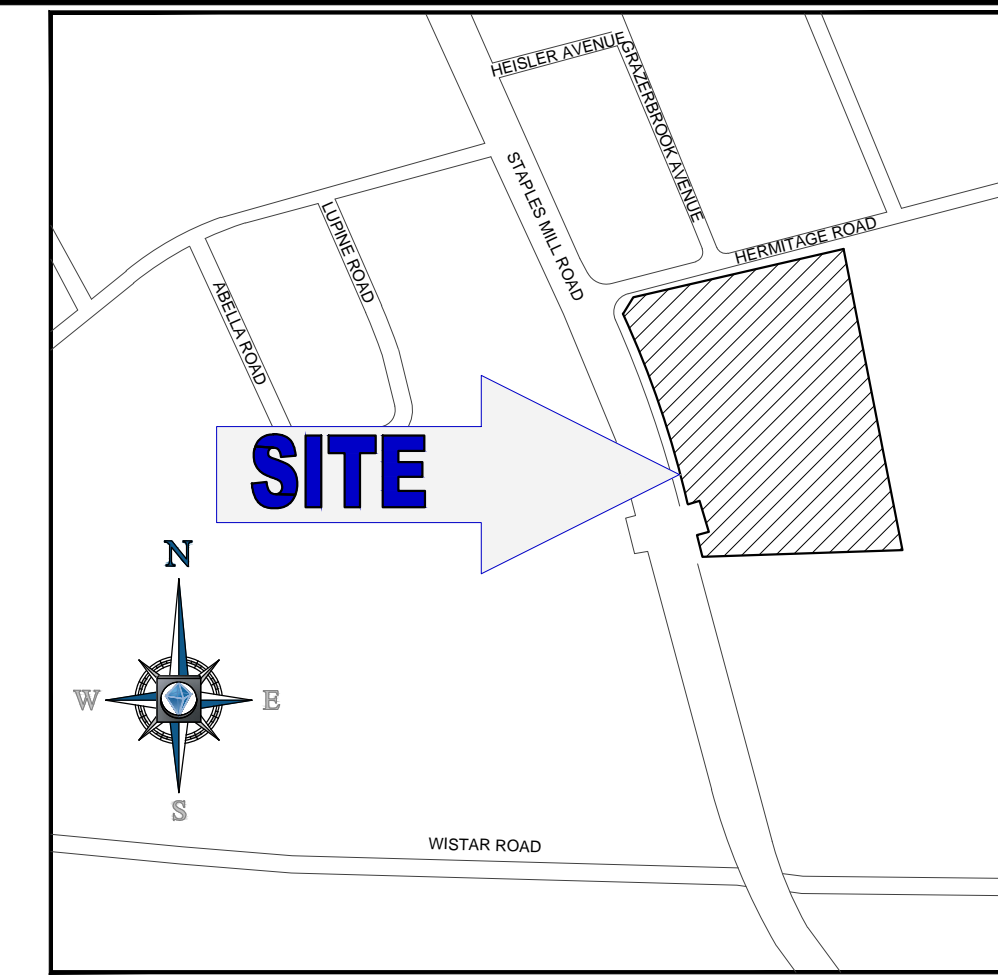 HEISLER AVENUE
GRAZERBROOK AVENUE
STAPLES MILL ROAD
LUPINE ROAD
HERMITAGE ROAD
ABELLA ROAD
SITE
N
W
E
S
WISTAR ROAD